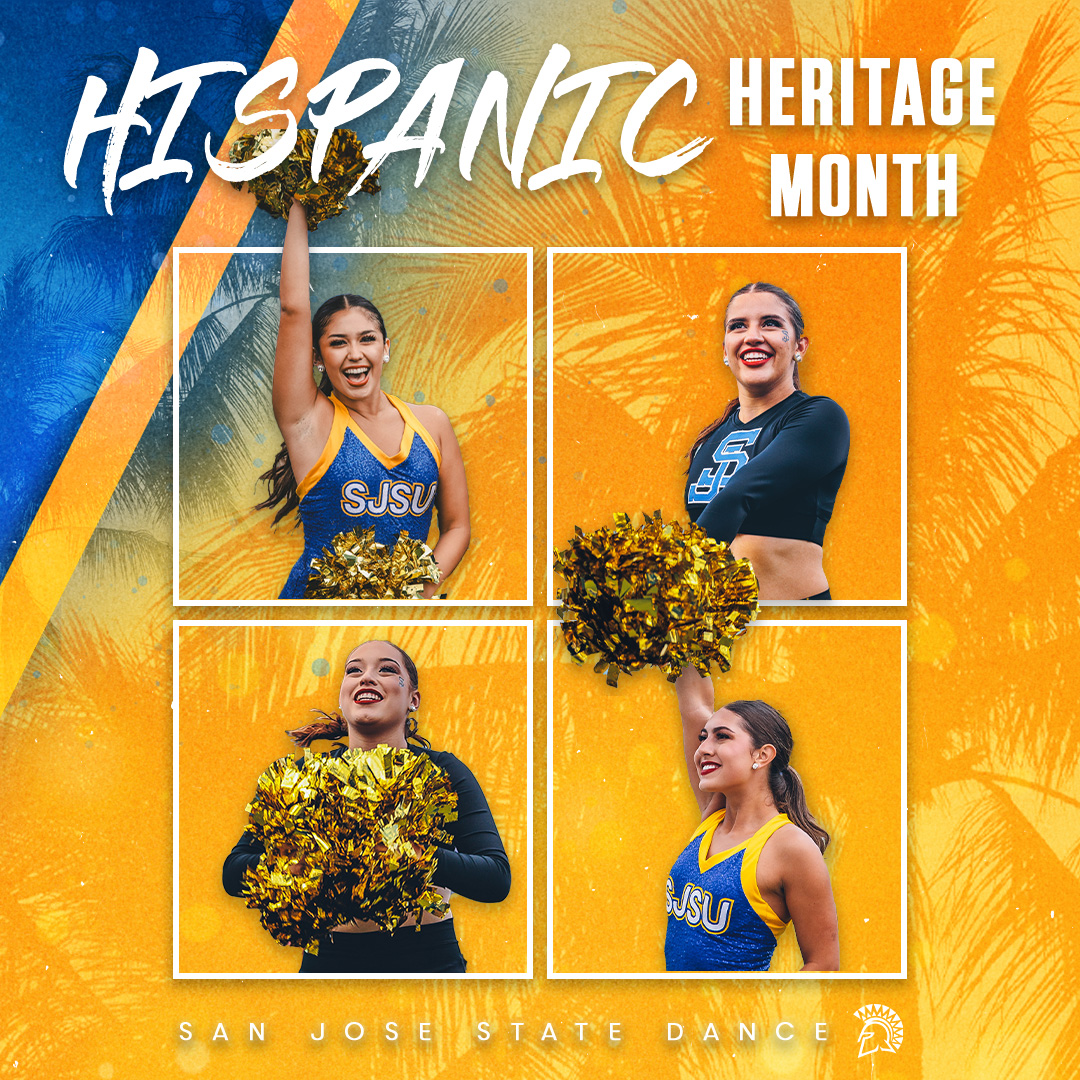 HISPANIC HERITAGE
MONTH
SJSU
SJ
SJSU
SAN JOSE STATE DANCE